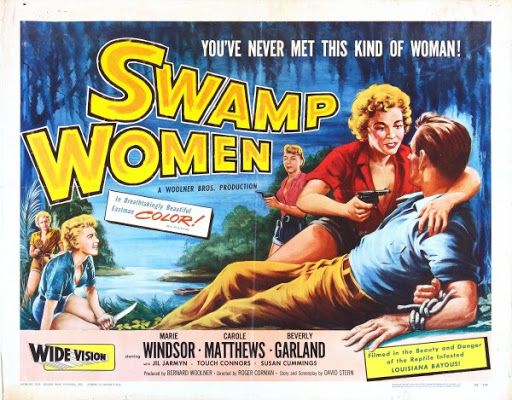 YOU'VE NEVER MET THIS KIND OF WOMAN!
SWAMP
WOMEN
A WOOLNER BROS. PRODUCTION
In Breathtakingly Beautiful
Eastman COLOR!
WIDE VISION
starring
MARIE WINDSOR
CAROLE MATTHEWS
BEVERLY GARLAND
with JIL JARMYN · TOUCH CONNORS · SUSAN CUMMINGS
Produced by BERNARD WOOLNER · Directed by ROGER CORMAN · Story and Screenplay by DAVID STERN
Filmed in the Beauty and Danger
of the Reptile Infested
LOUISIANA BAYOUS!